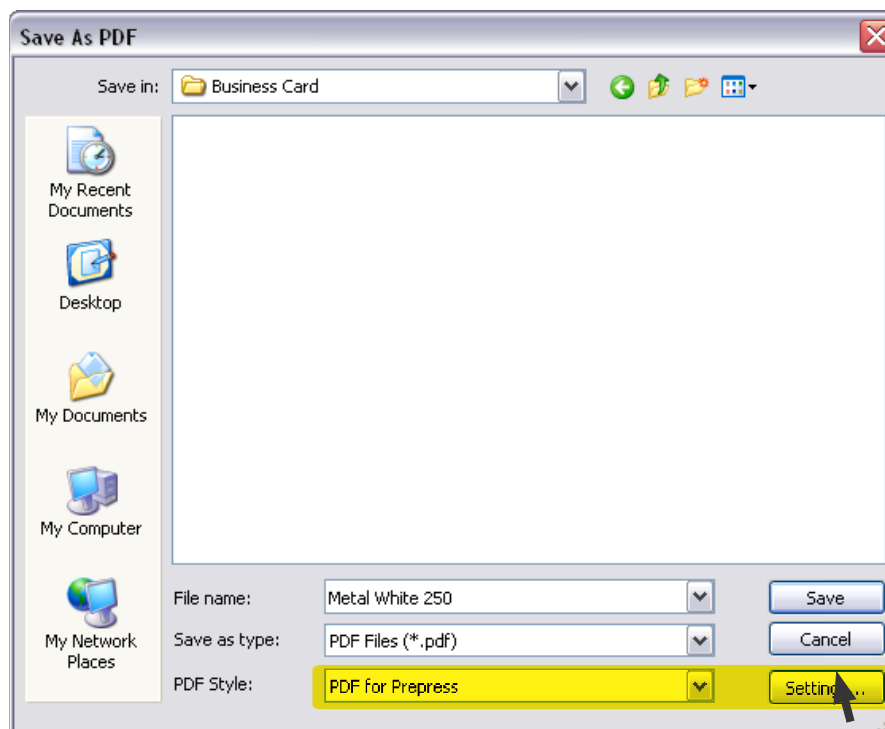 Save As PDF
Save in:
Business Card
My Recent
Documents
Desktop
My Documents
My Computer
My Network
Places
File name:
Metal White 250
Save
Save as type:
PDF Files (*.pdf)
Cancel
PDF Style:
PDF for Prepress